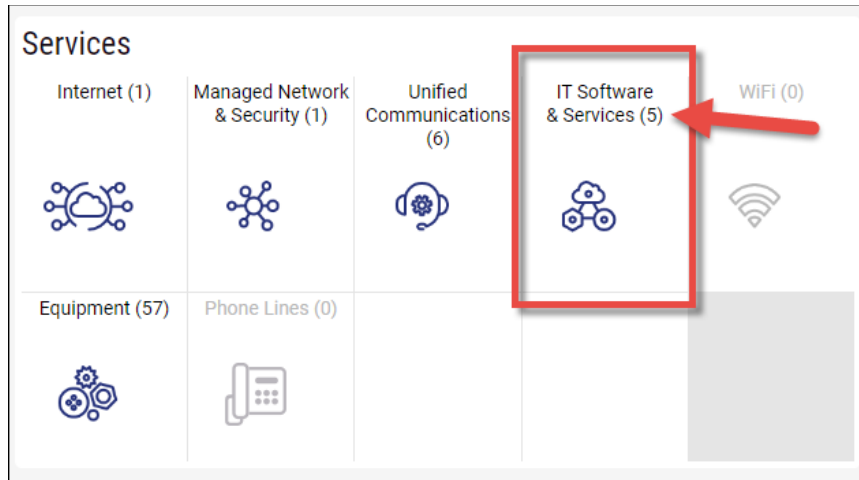 Services
Internet (1)
Managed Network
& Security (1)
Unified
Communications
(6)
IT Software
& Services (5)
WiFi (0)
Equipment (57)
Phone Lines (0)